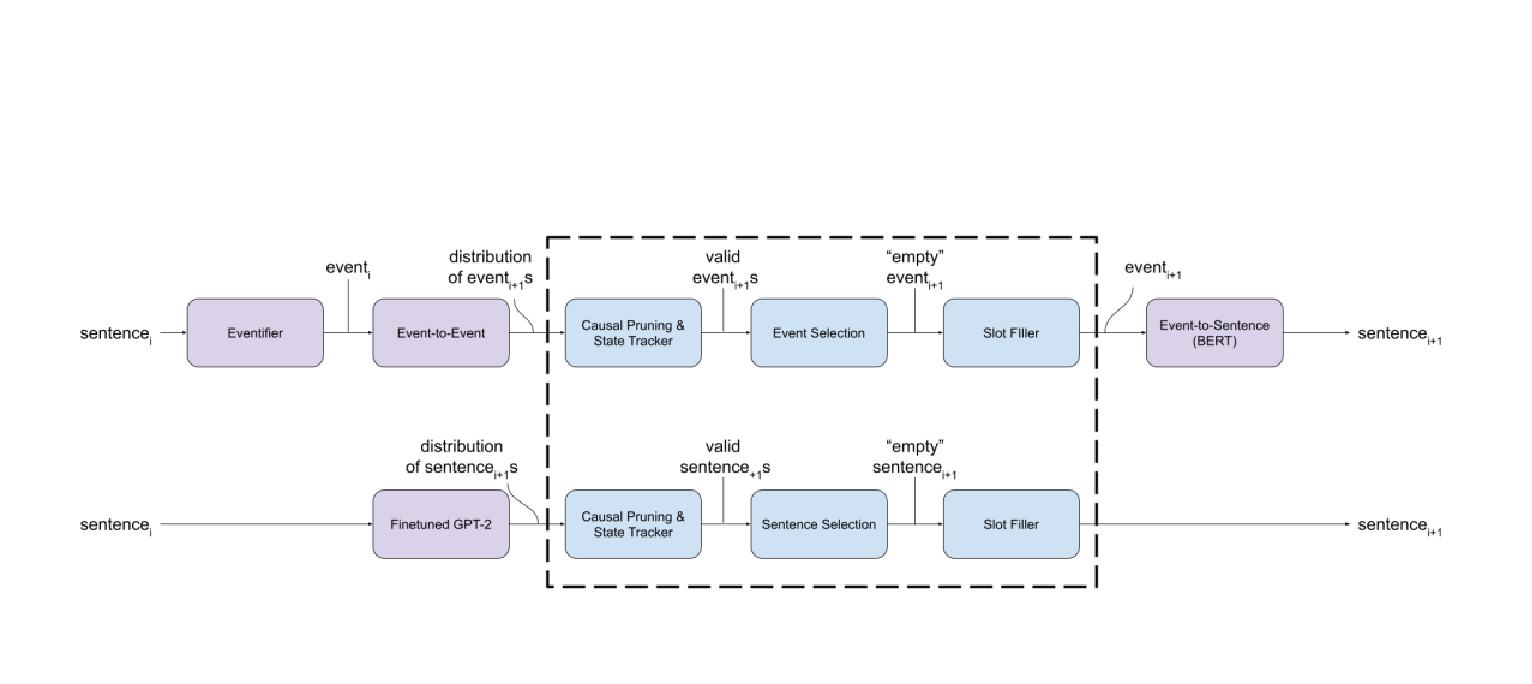 distribution
of event_{i+1}s
valid
event_{i+1}s
“empty”
event_{i+1}
event_i
event_{i+1}
sentence_i
Eventifier
Event-to-Event
Causal Pruning &
State Tracker
Event Selection
Slot Filler
Event-to-Sentence
(BERT)
sentence_{i+1}
distribution
of sentence_{i+1}s
valid
sentence_{+1}s
“empty”
sentence_{i+1}
sentence_i
Finetuned GPT-2
Causal Pruning &
State Tracker
Sentence Selection
Slot Filler
sentence_{i+1}